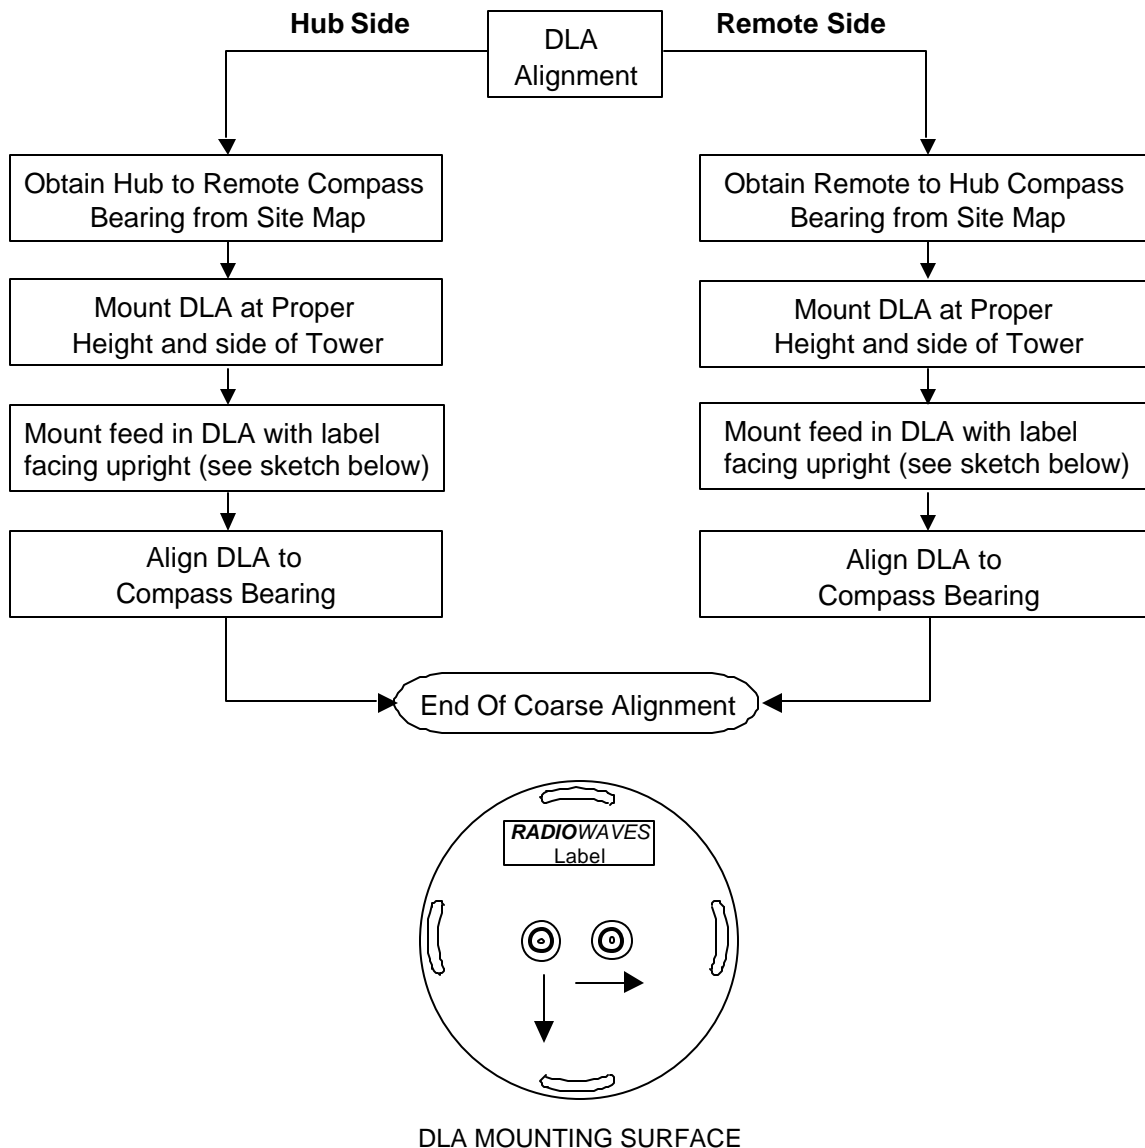 Hub Side
Remote Side
DLA
Alignment
Obtain Hub to Remote Compass
Bearing from Site Map
Mount DLA at Proper
Height and side of Tower
Mount feed in DLA with label
facing upright (see sketch below)
Align DLA to
Compass Bearing
Obtain Remote to Hub Compass
Bearing from Site Map
Mount DLA at Proper
Height and side of Tower
Mount feed in DLA with label
facing upright (see sketch below)
Align DLA to
Compass Bearing
End Of Coarse Alignment
RADIOWAVES
Label
DLA MOUNTING SURFACE